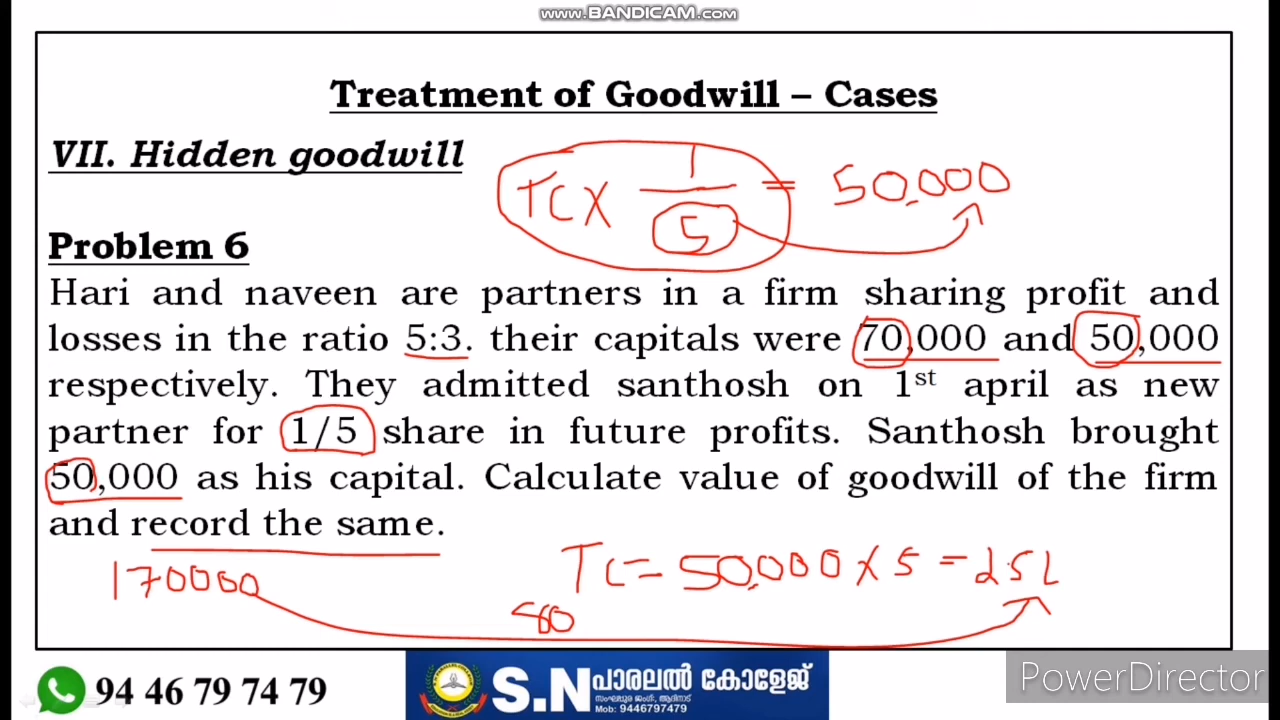 www.BANDICAM.com
Treatment of Goodwill – Cases
VII. Hidden goodwill
TC X 1/5 = 50,000
Problem 6
Hari and naveen are partners in a firm sharing profit and
losses in the ratio 5:3. their capitals were 70,000 and 50,000
respectively. They admitted santhosh on 1st april as new
partner for 1/5 share in future profits. Santhosh brought
50,000 as his capital. Calculate value of goodwill of the firm
and record the same.
TC = 50,000 X 5 = 2.5L
170000
80
94 46 79 74 79
S.N പാരലൽ കോളേജ്
Mob: 9446797479
PowerDirector